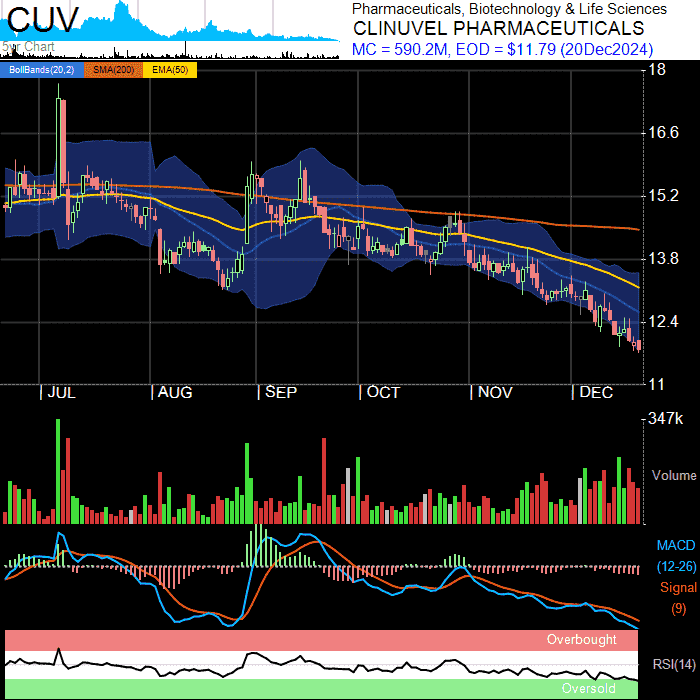 CUV
5yr Chart
Pharmaceuticals, Biotechnology & Life Sciences
CLINUVEL PHARMACEUTICALS
MC = 590.2M, EOD = $11.79 (20Dec2024)
BollBands(20,2) SMA(200) EMA(50)
18
16.6
15.2
13.8
12.4
11
JUL AUG SEP OCT NOV DEC
347k
Volume
MACD
(12-26)
Signal
(9)
Overbought
RSI(14)
Oversold